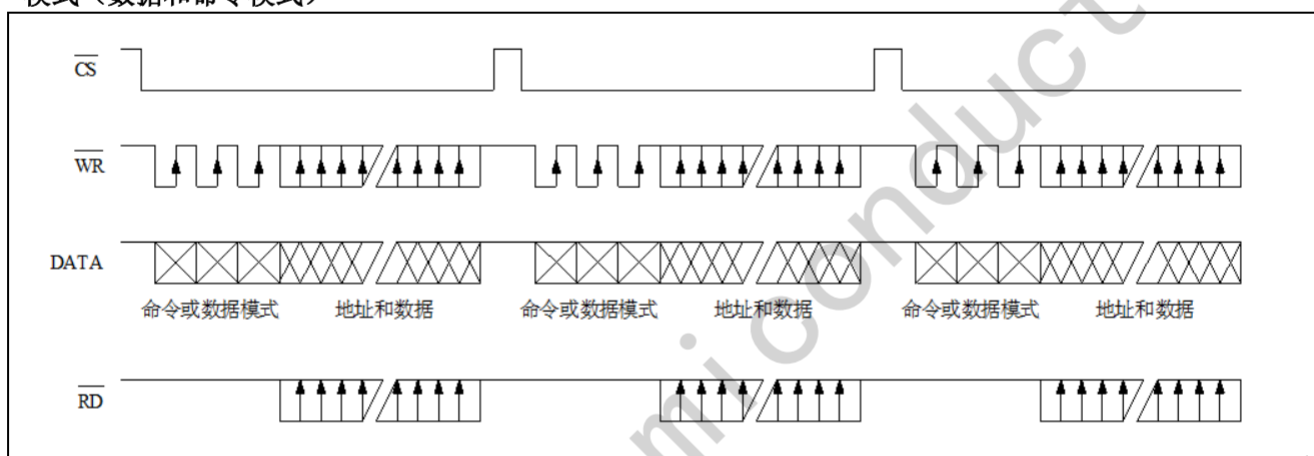 模式（数据和命令模式）
CS
WR
DATA
命令或数据模式 地址和数据 命令或数据模式 地址和数据 命令或数据模式 地址和数据
RD
miconduct